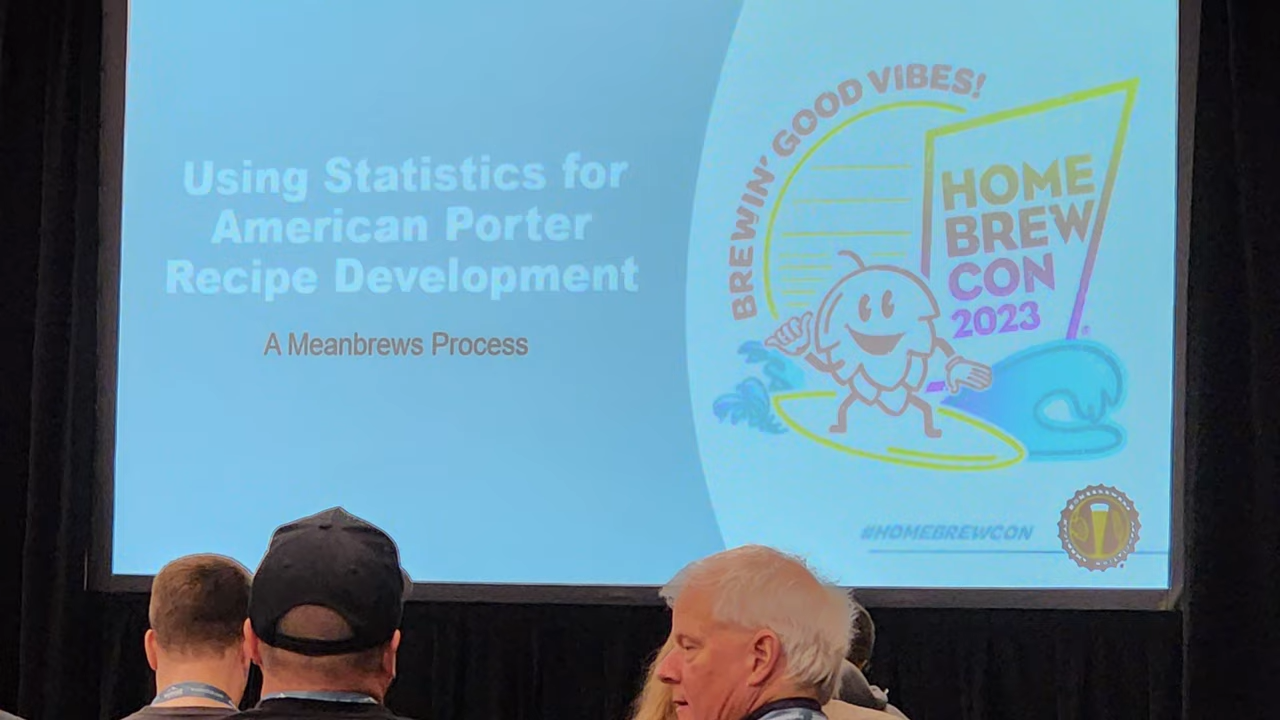 Using Statistics for
American Porter
Recipe Development
A Meanbrews Process
BREWIN' GOOD VIBES!
HOME
BREW
CON
2023
#HOMEBREWCON